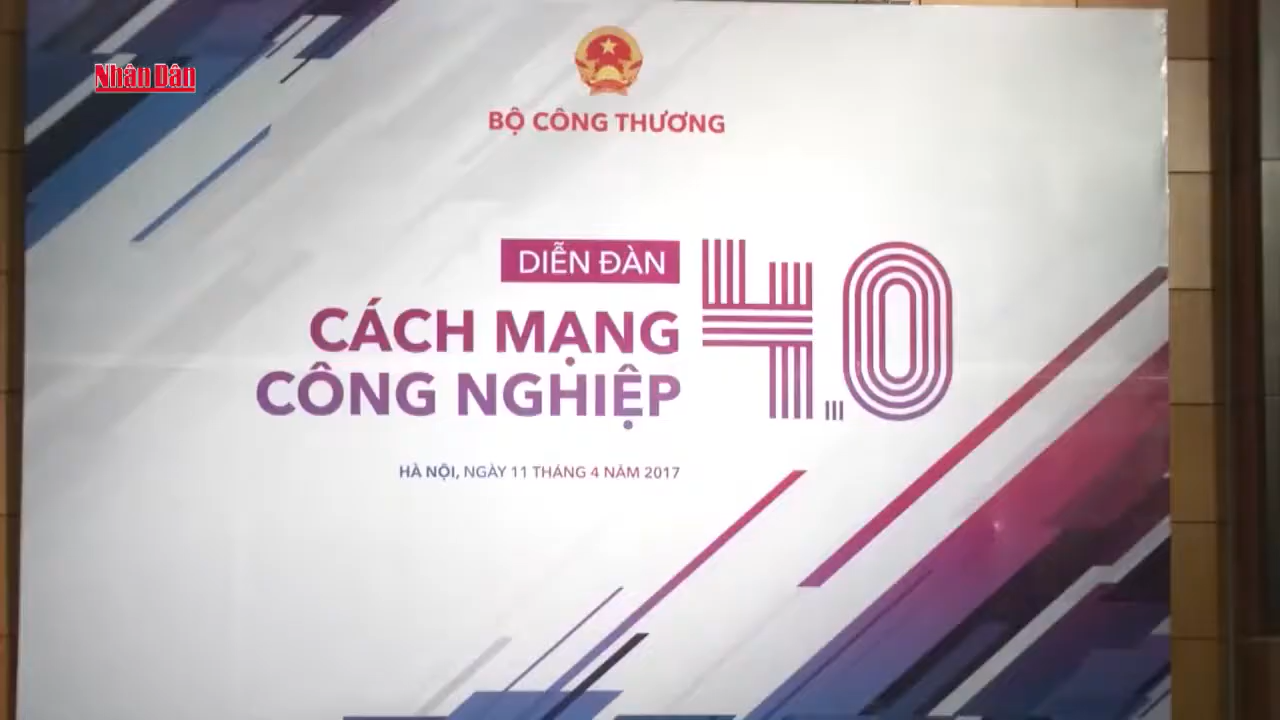 Nhân Dân
BỘ CÔNG THƯƠNG
DIỄN ĐÀN
CÁCH MẠNG
CÔNG NGHIỆP
4.0
HÀ NỘI, NGÀY 11 THÁNG 4 NĂM 2017